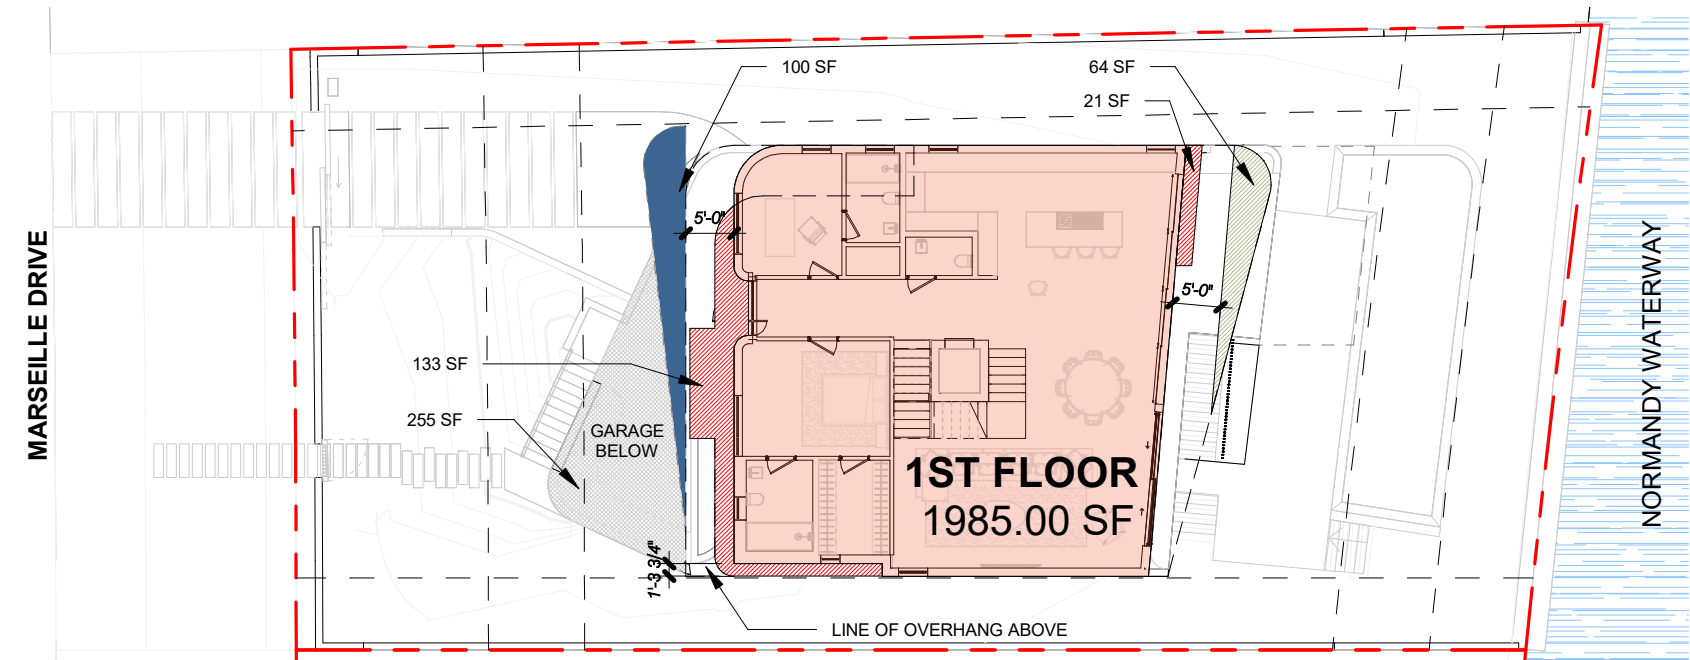 100 SF
64 SF
21 SF
5'-0"
5'-0"
MARSEILLE DRIVE
NORMANDY WATERWAY
133 SF
255 SF
GARAGE
BELOW
1ST FLOOR
1985.00 SF
1'-3 3/4"
LINE OF OVERHANG ABOVE